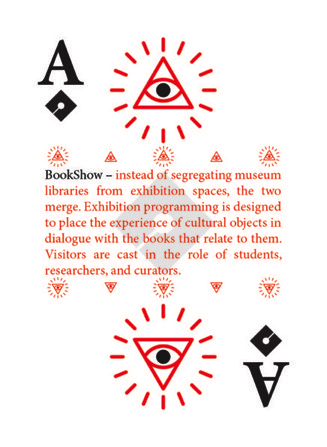 A
BookShow – instead of segregating museum
libraries from exhibition spaces, the two
merge. Exhibition programming is designed
to place the experience of cultural objects in
dialogue with the books that relate to them.
Visitors are cast in the role of students,
researchers, and curators.
A